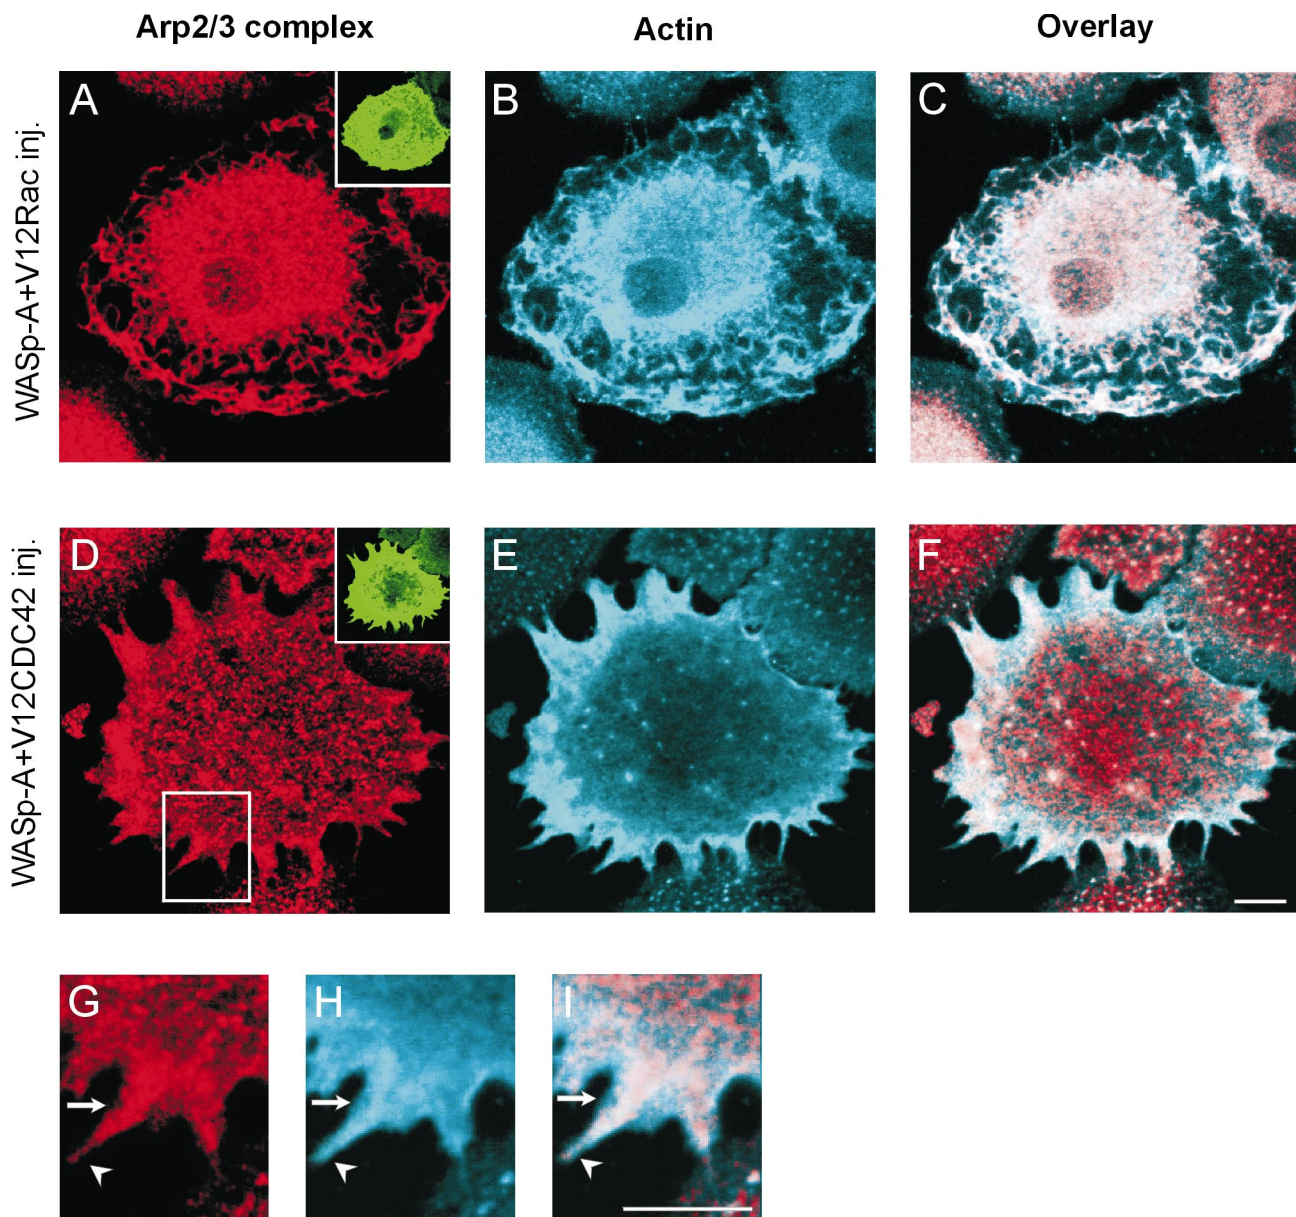 Arp2/3 complex
Actin
Overlay
WASp-A+V12Rac inj.
A
B
C
WASp-A+V12CDC42 inj.
D
E
F
G
H
I